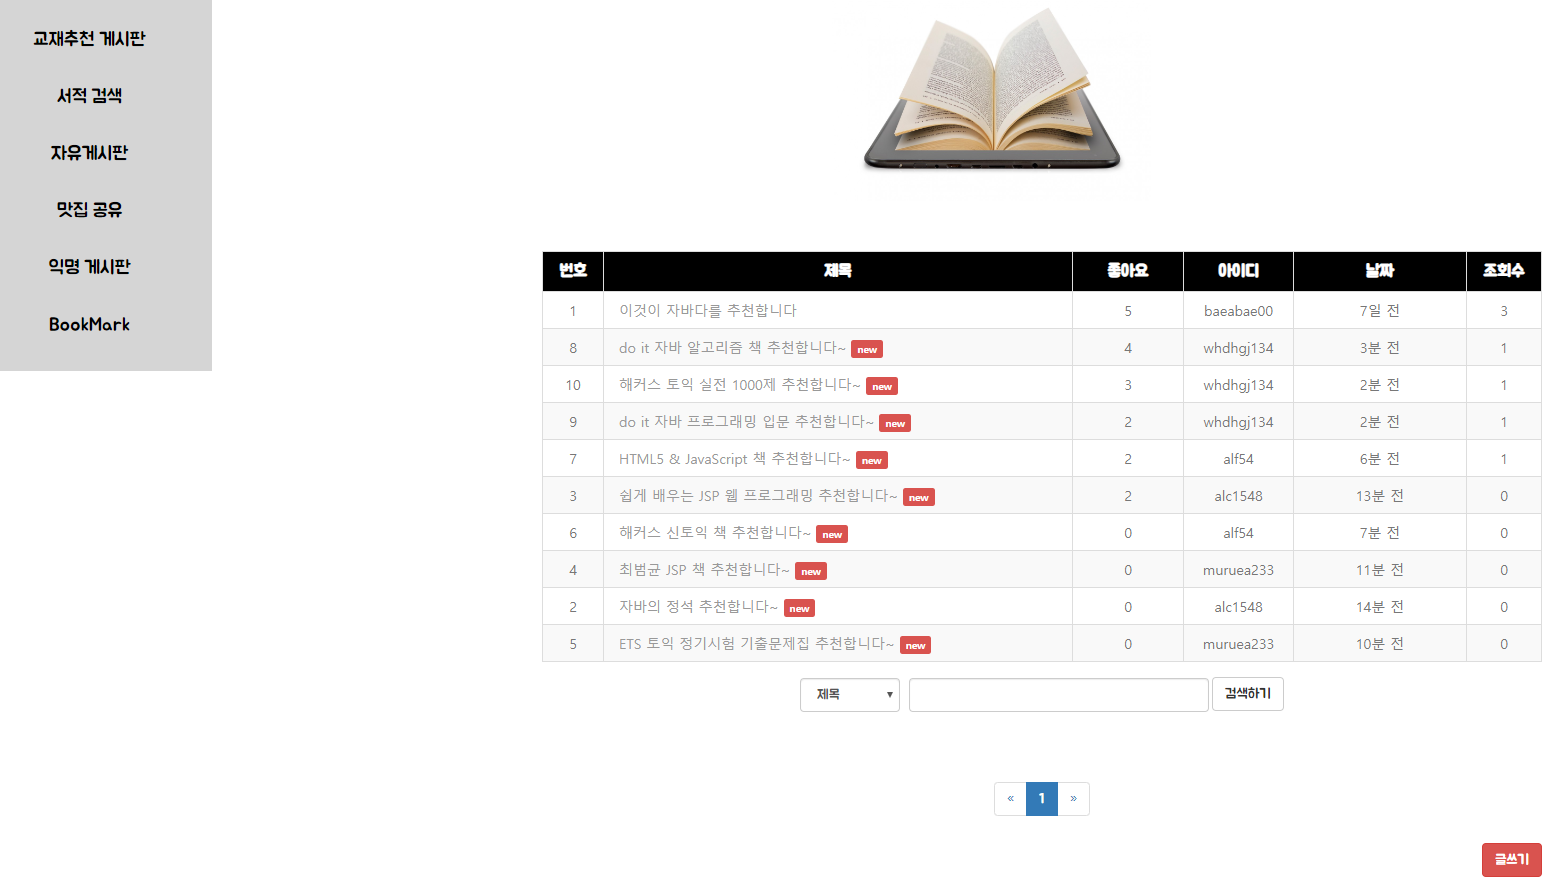 교재추천 게시판
서적 검색
자유게시판
맛집 공유
익명 게시판
BookMark
번호 제목 좋아요 아이디 날짜 조회수
1 이것이 자바다를 추천합니다 5 baeabae00 7일 전 3
8 do it 자바 알고리즘 책 추천합니다~ new 4 whdhgj134 3분 전 1
10 해커스 토익 실전 1000제 추천합니다~ new 3 whdhgj134 2분 전 1
9 do it 자바 프로그래밍 입문 추천합니다~ new 2 whdhgj134 2분 전 1
7 HTML5 & JavaScript 책 추천합니다~ new 2 alf54 6분 전 1
3 쉽게 배우는 JSP 웹 프로그래밍 추천합니다~ new 2 alc1548 13분 전 0
6 해커스 신토익 책 추천합니다~ new 0 alf54 7분 전 0
4 최범균 JSP 책 추천합니다~ new 0 muruea233 11분 전 0
2 자바의 정석 추천합니다~ new 0 alc1548 14분 전 0
5 ETS 토익 정기시험 기출문제집 추천합니다~ new 0 muruea233 10분 전 0
제목 ▾ 검색하기
« 1 »
글쓰기